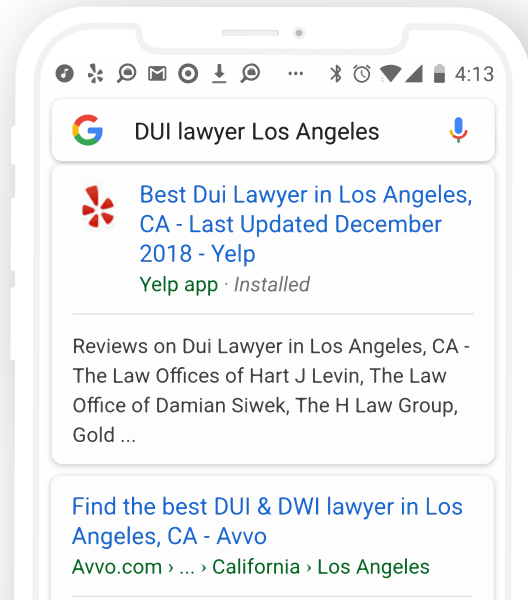 4:13
DUI lawyer Los Angeles
Best Dui Lawyer in Los Angeles,
CA - Last Updated December
2018 - Yelp
Yelp app · Installed
Reviews on Dui Lawyer in Los Angeles, CA -
The Law Offices of Hart J Levin, The Law
Office of Damian Siwek, The H Law Group,
Gold ...
Find the best DUI & DWI lawyer in Los
Angeles, CA - Avvo
Avvo.com › ... › California › Los Angeles